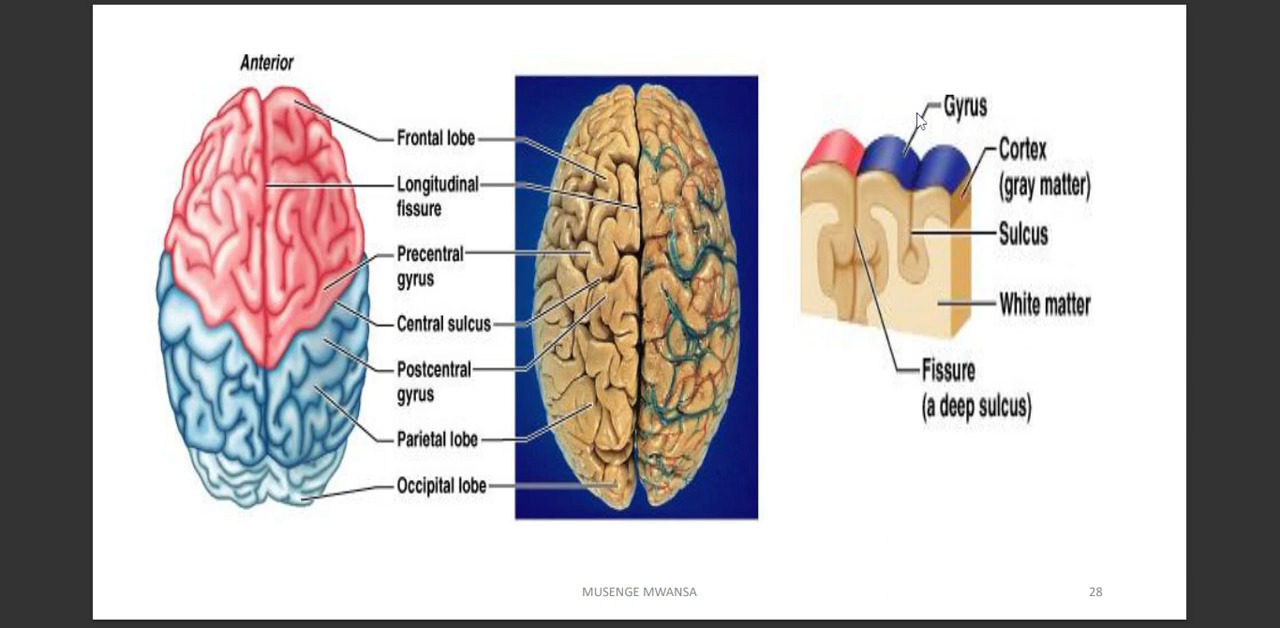 Anterior
Frontal lobe
Longitudinal
fissure
Precentral
gyrus
Central sulcus
Postcentral
gyrus
Parietal lobe
Occipital lobe
Gyrus
Cortex
(gray matter)
Sulcus
White matter
Fissure
(a deep sulcus)
MUSENGE MWANSA
28